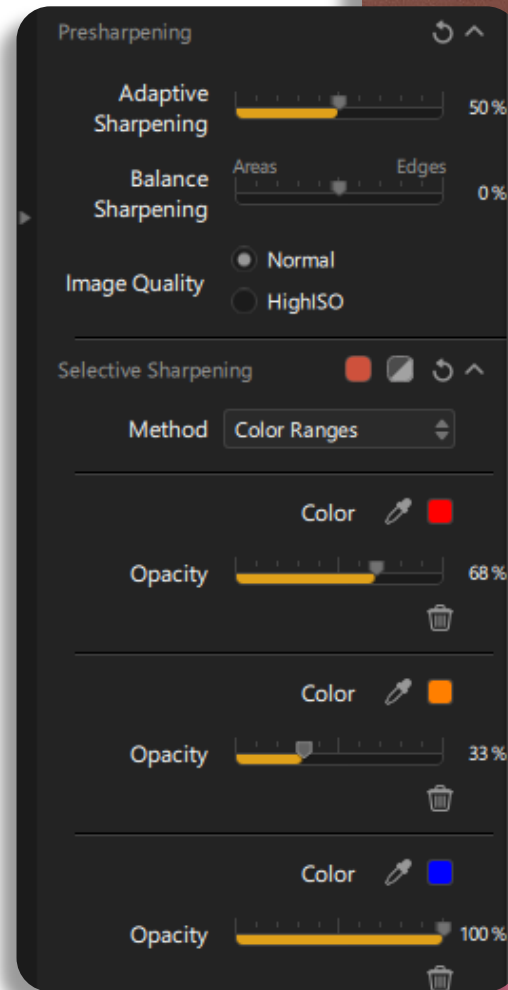 Presharpening
Adaptive
Sharpening
50%
Areas
Edges
Balance
Sharpening
0%
Image Quality
Normal
HighISO
Selective Sharpening
Method
Color Ranges
Color
Opacity
68%
Color
Opacity
33%
Color
Opacity
100%